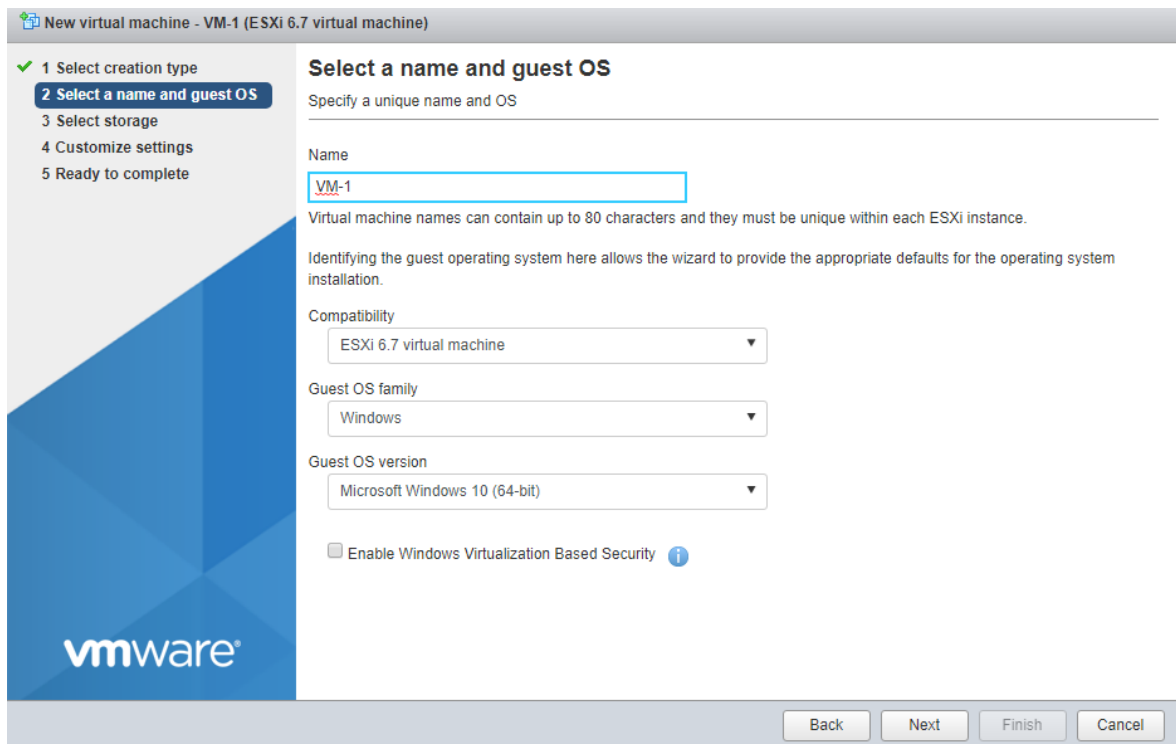 New virtual machine - VM-1 (ESXi 6.7 virtual machine)
1 Select creation type
2 Select a name and guest OS
3 Select storage
4 Customize settings
5 Ready to complete
vmware®
Select a name and guest OS
Specify a unique name and OS
Name
VM-1
Virtual machine names can contain up to 80 characters and they must be unique within each ESXi instance.
Identifying the guest operating system here allows the wizard to provide the appropriate defaults for the operating system
installation.
Compatibility
ESXi 6.7 virtual machine
Guest OS family
Windows
Guest OS version
Microsoft Windows 10 (64-bit)
Enable Windows Virtualization Based Security
Back
Next
Finish
Cancel